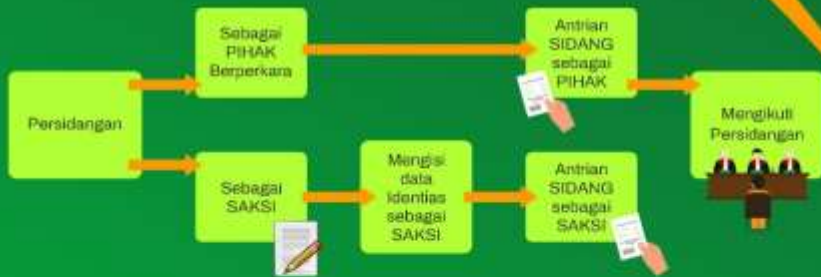 Persidangan
Sebagai
PIHAK
Berperkara
Antrian
SIDANG
sebagai
PIHAK
Mengikuti
Persidangan
Sebagai
SAKSI
Mengisi
data
Identias
sebagai
SAKSI
Antrian
SIDANG
sebagai
SAKSI